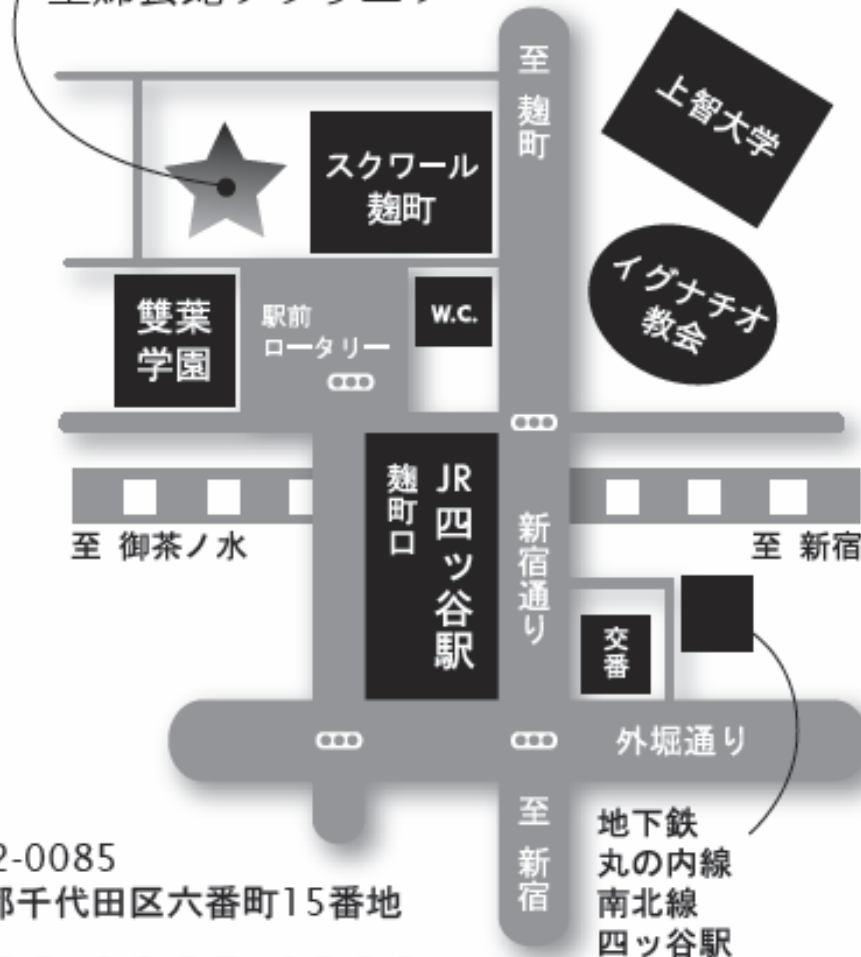 至 麹町
上智大学
スクワール
麹町
イグナチオ
教会
雙葉
学園
駅前
ロータリー
W.C.
JR 四ッ谷駅
麹町口
新宿通り
至 御茶ノ水
至 新宿
交番
外堀通り
至 新宿
地下鉄
丸の内線
南北線
四ッ谷駅
2-0085
千代田区六番町15番地